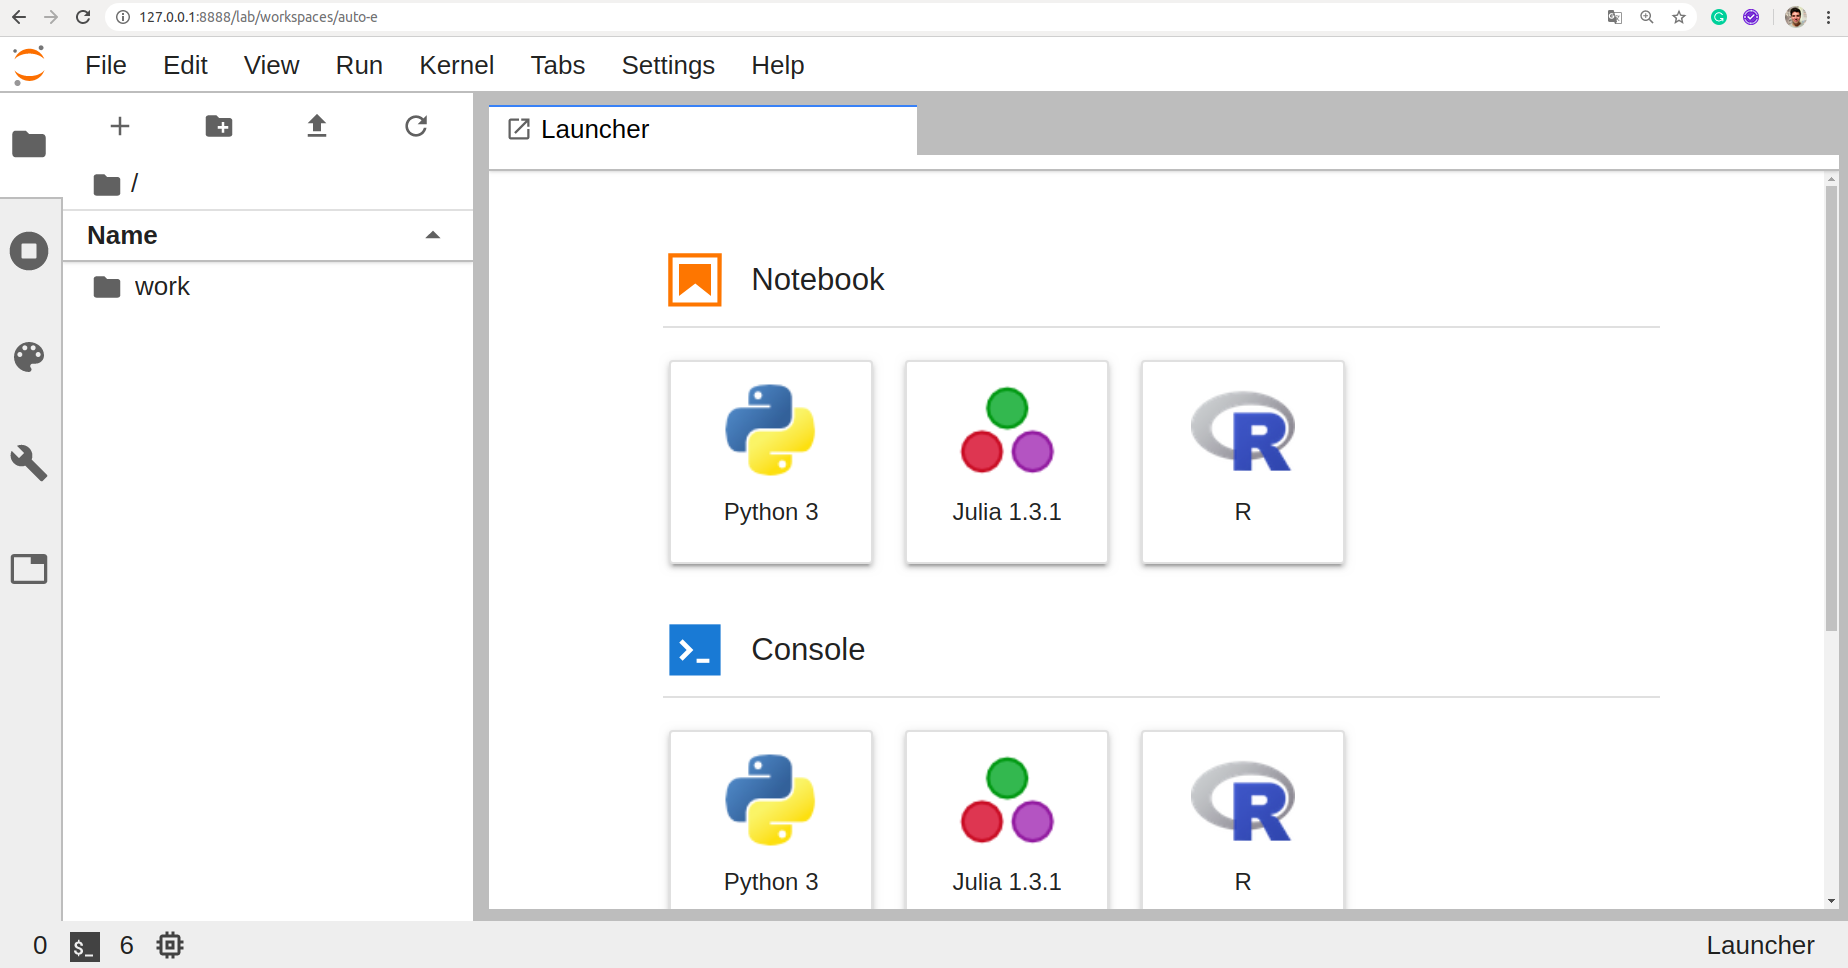 127.0.0.1:8888/lab/workspaces/auto-e
File Edit View Run Kernel Tabs Settings Help
Launcher
/
Name
work
Notebook
Python 3
Julia 1.3.1
R
Console
Python 3
Julia 1.3.1
R
0 $_ 6
Launcher